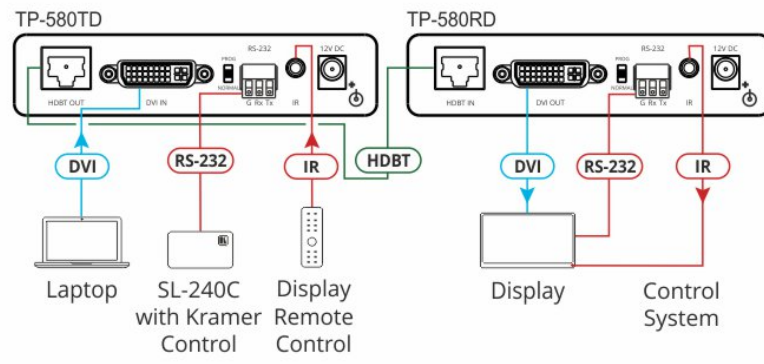 TP-580TD
TP-580RD
RS-232
12V DC
PROG
NORMAL
HDBT OUT
DVI IN
G Rx Tx
IR
RS-232
12V DC
PROG
NORMAL
HDBT IN
DVI OUT
G Rx Tx
IR
DVI
RS-232
IR
HDBT
DVI
RS-232
IR
Laptop
SL-240C
with Kramer
Control
Display
Remote
Control
Display
Control
System